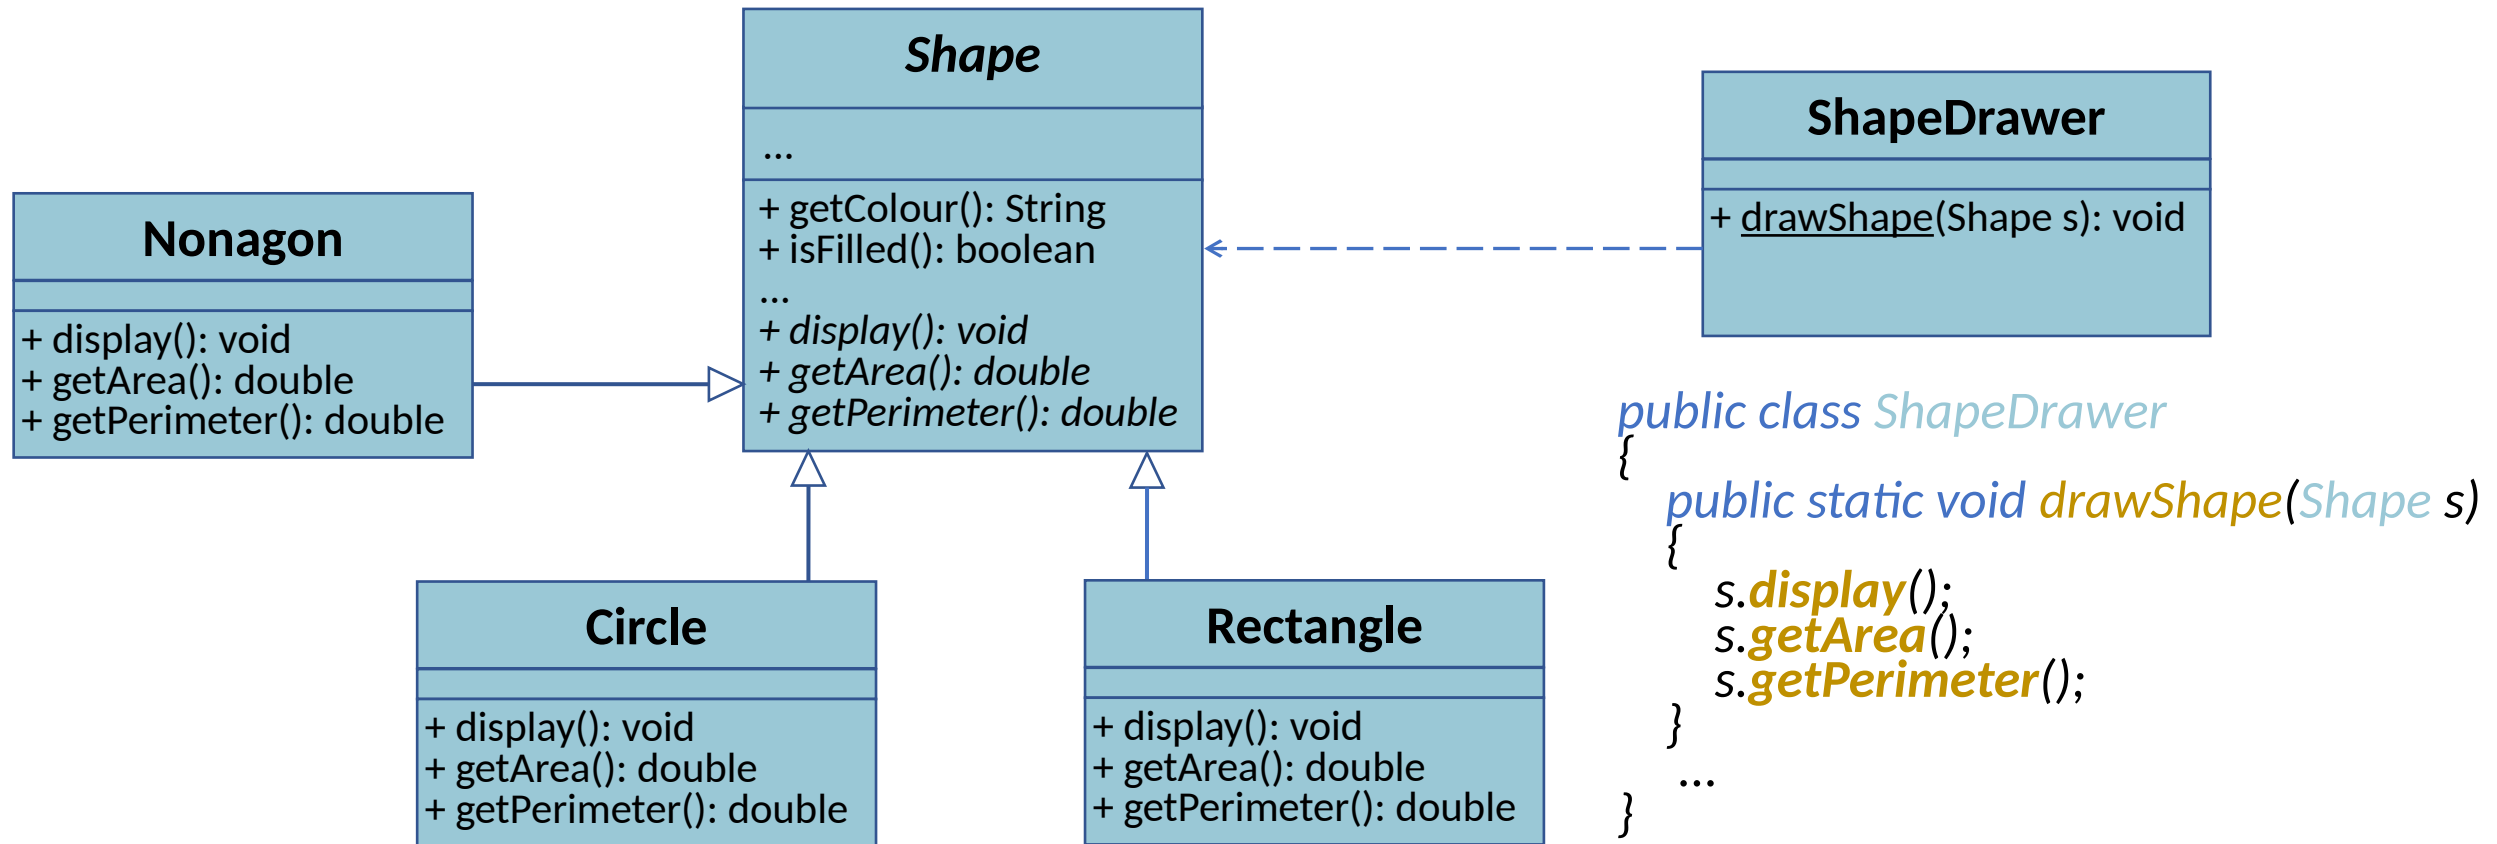 Shape
...
+ getColour(): String
+ isFilled(): boolean
...
+ display(): void
+ getArea(): double
+ getPerimeter(): double
ShapeDrawer
+ drawShape(Shape s): void
Nonagon
+ display(): void
+ getArea(): double
+ getPerimeter(): double
Circle
+ display(): void
+ getArea(): double
+ getPerimeter(): double
Rectangle
+ display(): void
+ getArea(): double
+ getPerimeter(): double
public class ShapeDrawer
{
public static void drawShape(Shape s)
{
s.display();
s.getArea();
s.getPerimeter();
}
...
}